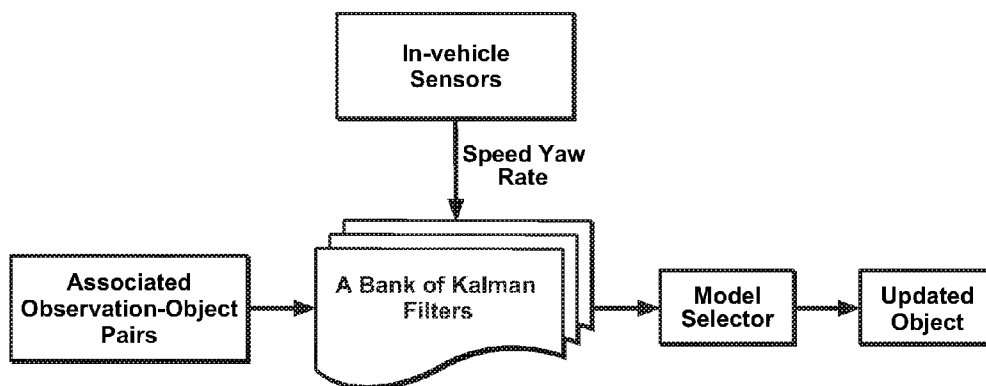 In-vehicle
Sensors
Speed Yaw
Rate
Associated
Observation-Object
Pairs
A Bank of Kalman
Filters
Model
Selector
Updated
Object